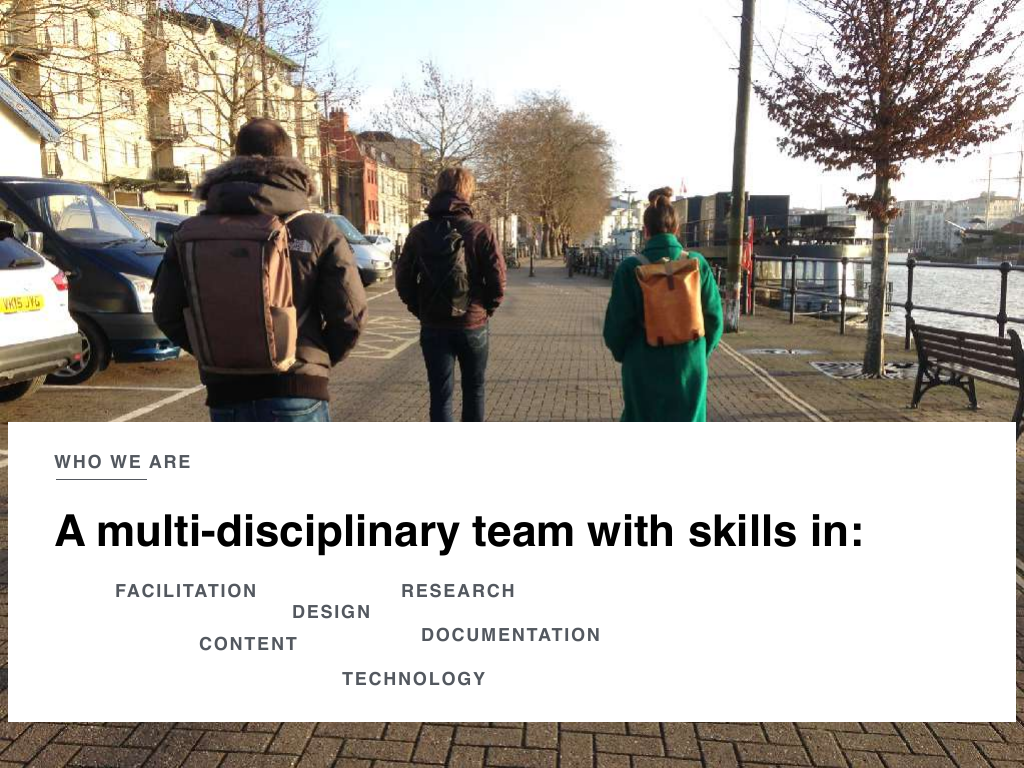 WHO WE ARE
A multi-disciplinary team with skills in:
FACILITATION
RESEARCH
DESIGN
DOCUMENTATION
CONTENT
TECHNOLOGY